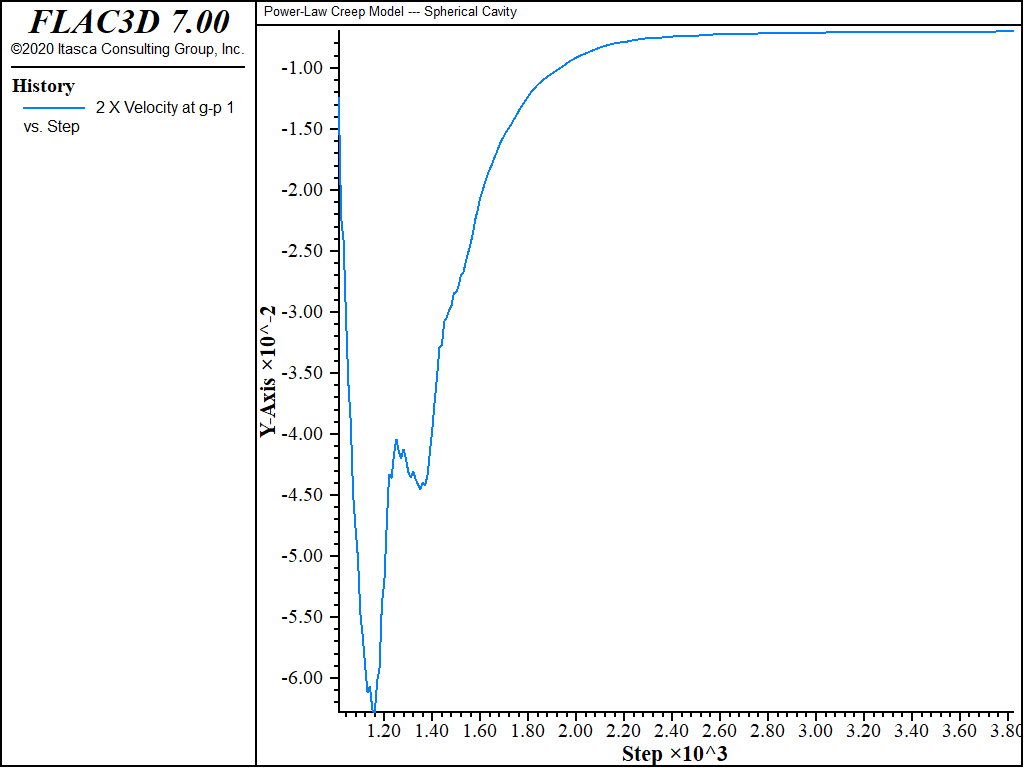 FLAC3D 7.00
©2020 Itasca Consulting Group, Inc.
History
2 X Velocity at g-p 1
vs. Step
Power-Law Creep Model --- Spherical Cavity
-1.00
-1.50
-2.00
-2.50
-3.00
-3.50
-4.00
-4.50
-5.00
-5.50
-6.00
Y-Axis ×10^-2
1.20 1.40 1.60 1.80 2.00 2.20 2.40 2.60 2.80 3.00 3.20 3.40 3.60 3.80
Step ×10^3